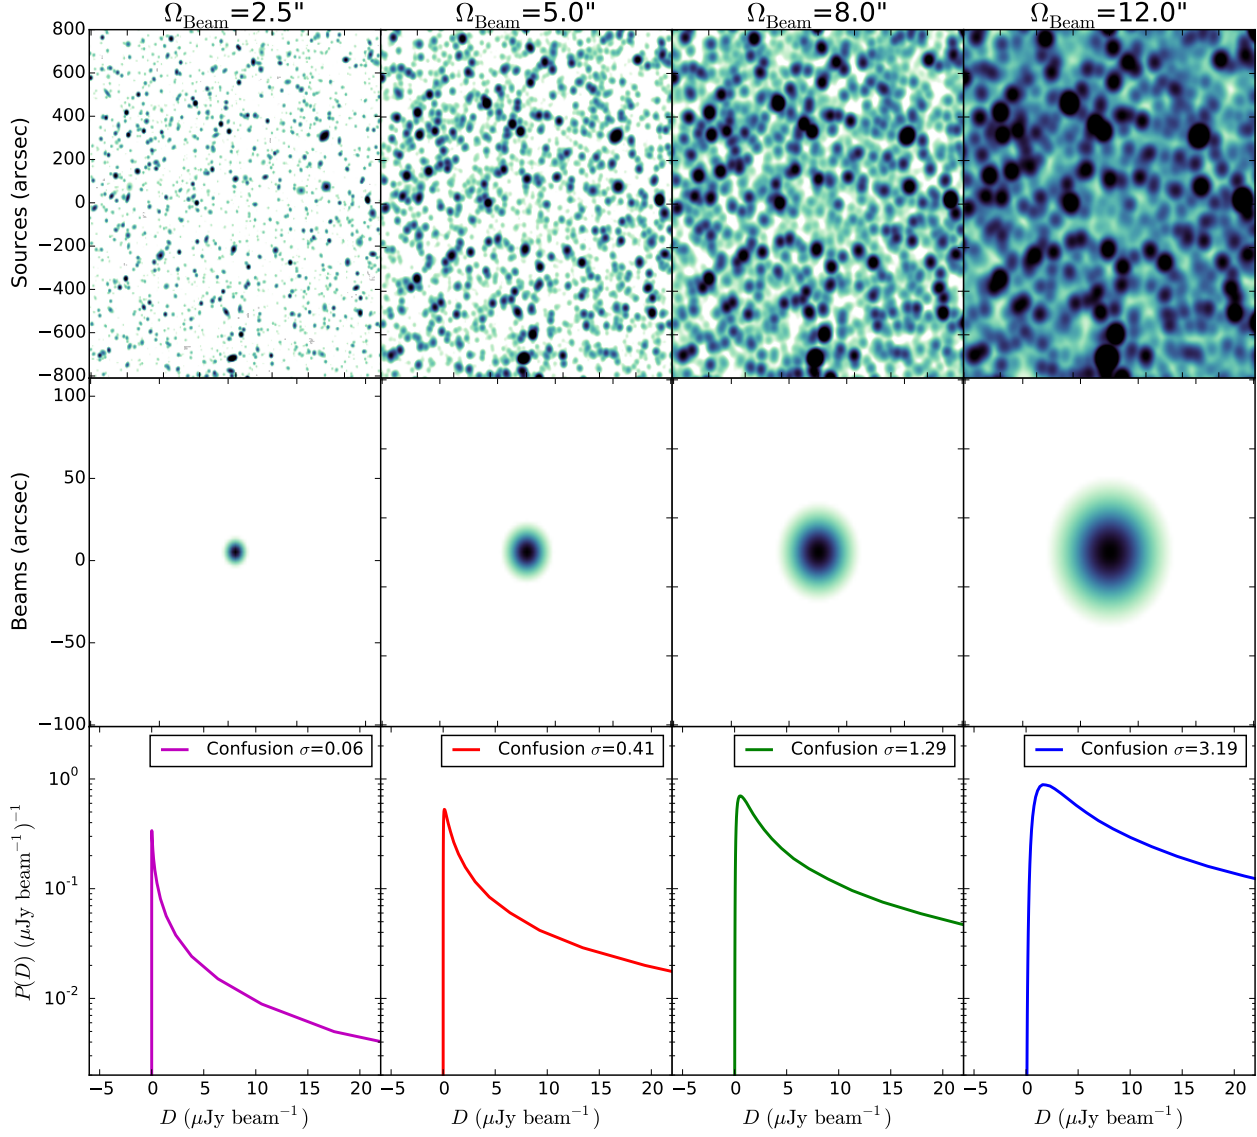 Ω_Beam=2.5" Ω_Beam=5.0" Ω_Beam=8.0" Ω_Beam=12.0"
Sources (arcsec)
800
600
400
200
0
−200
−400
−600
−800
Beams (arcsec)
100
50
0
−50
−100
P(D) (μJy beam⁻¹)⁻¹
10⁰
10⁻¹
10⁻²
Confusion σ=0.06
Confusion σ=0.41
Confusion σ=1.29
Confusion σ=3.19
−5 0 5 10 15 20 −5 0 5 10 15 20 −5 0 5 10 15 20 −5 0 5 10 15 20
D (μJy beam⁻¹) D (μJy beam⁻¹) D (μJy beam⁻¹) D (μJy beam⁻¹)